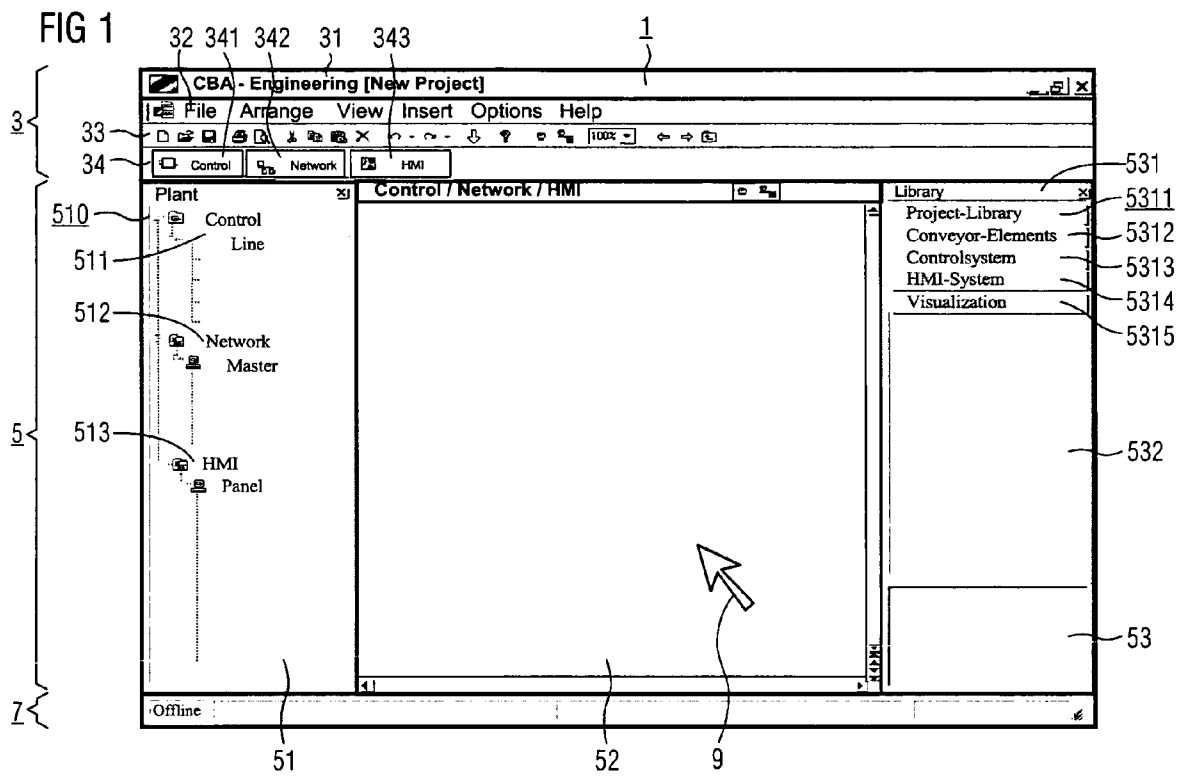 FIG 1
32 341 31 342 343 1
CBA - Engineering [New Project]
3
File Arrange View Insert Options Help
33
100%
34 Control Network HMI
531
Plant Control / Network / HMI Library
510 Control Project-Library 5311
Line Conveyor-Elements 5312
511 Controlsystem 5313
HMI-System 5314
512 Visualization 5315
Network
Master
5
513 HMI 532
Panel
53
7 Offline
51 52 9